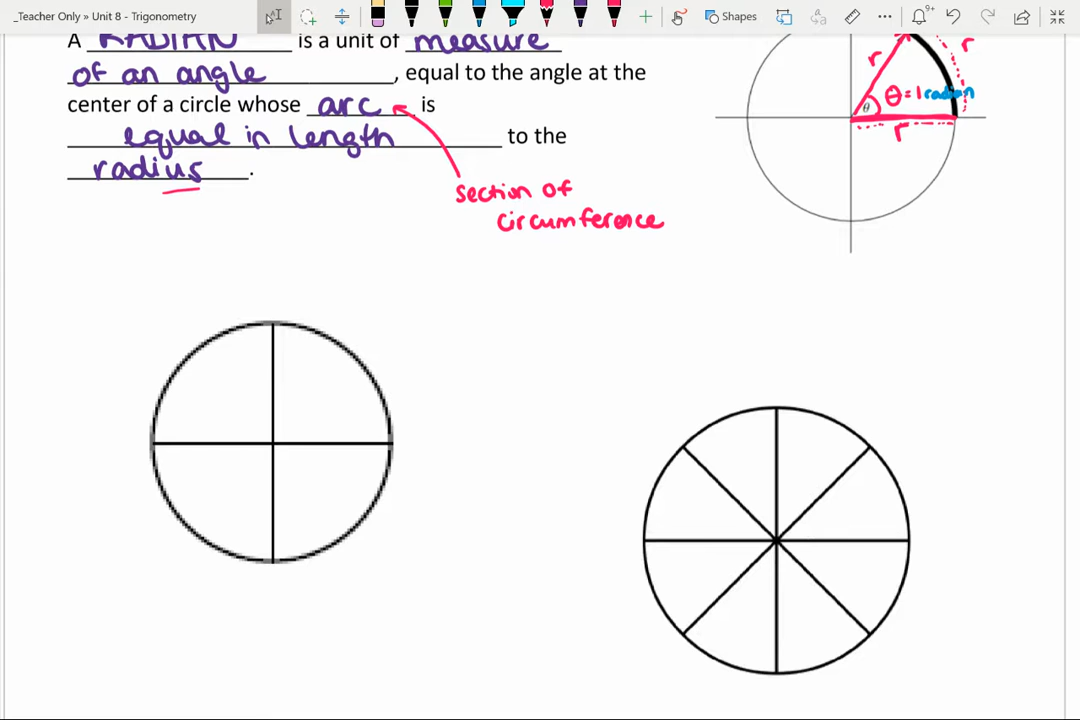 _Teacher Only » Unit 8 - Trigonometry
Shapes
9+
A RADIAN is a unit of measure
of an angle, equal to the angle at the
center of a circle whose arc is
equal in length to the
radius.
section of
circumference
r
r
θ
θ = 1 radian
r